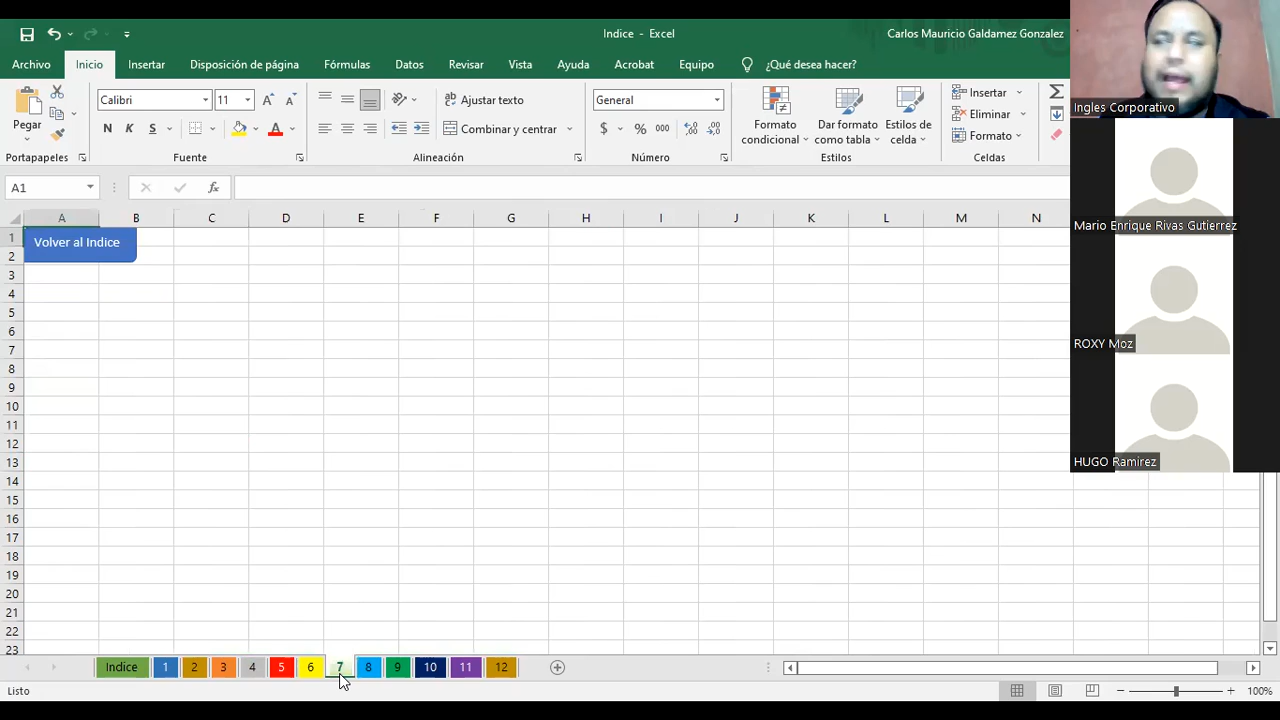 Indice - Excel
Carlos Mauricio Galdamez Gonzalez
Archivo Inicio Insertar Disposición de página Fórmulas Datos Revisar Vista Ayuda Acrobat Equipo ¿Qué desea hacer?
Pegar
Calibri 11
N K S
Ajustar texto
Combinar y centrar
General
$ % 000
Formato condicional
Dar formato como tabla
Estilos de celda
Insertar
Eliminar
Formato
Portapapeles Fuente Alineación Número Estilos Celdas
A1
fx
A B C D E F G H I J K L M N
1
2
3
4
5
6
7
8
9
10
11
12
13
14
15
16
17
18
19
20
21
22
23
Volver al Indice
Indice 1 2 3 4 5 6 7 8 9 10 11 12
Listo
100%
Ingles Corporativo
Mario Enrique Rivas Gutierrez
ROXY Moz
HUGO Ramirez